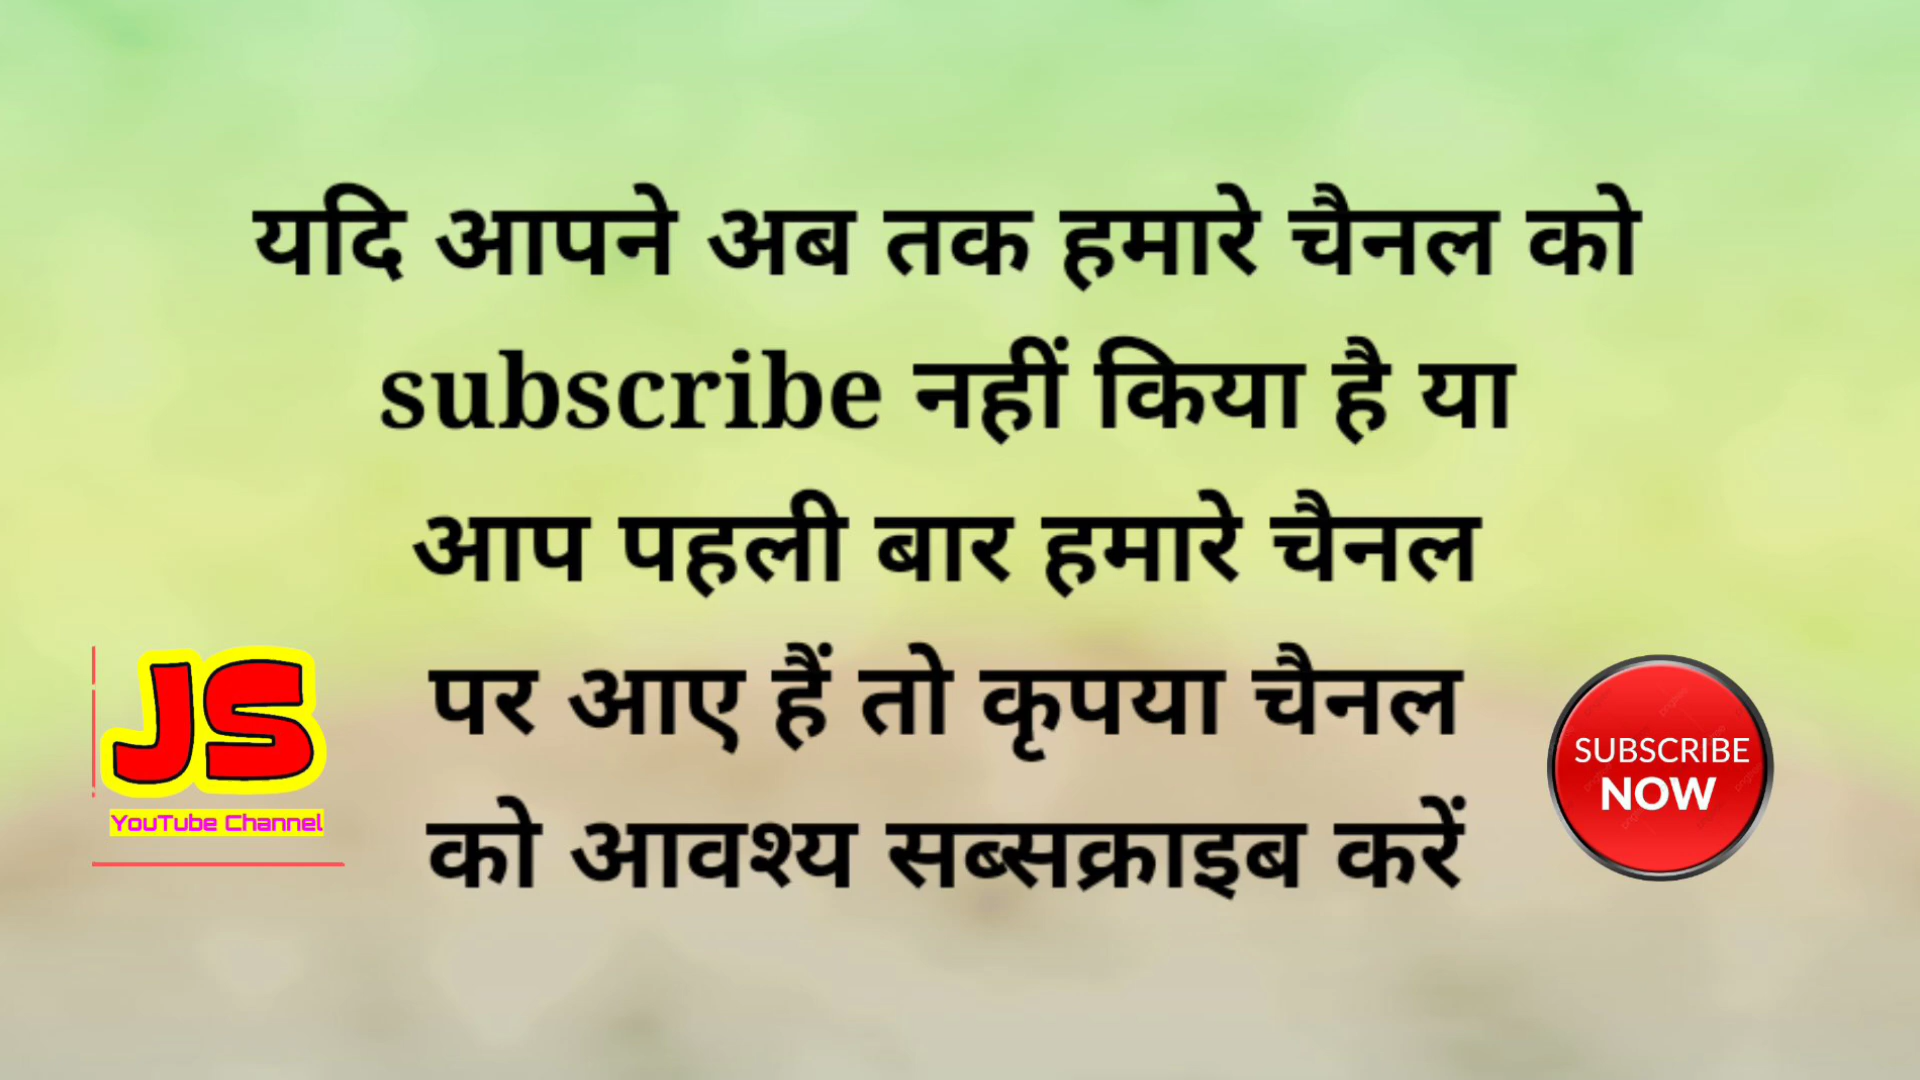 यदि आपने अब तक हमारे चैनल को
subscribe नहीं किया है या
आप पहली बार हमारे चैनल
पर आए हैं तो कृपया चैनल
को आवश्य सब्सक्राइब करें
JS
YouTube Channel
SUBSCRIBE
NOW